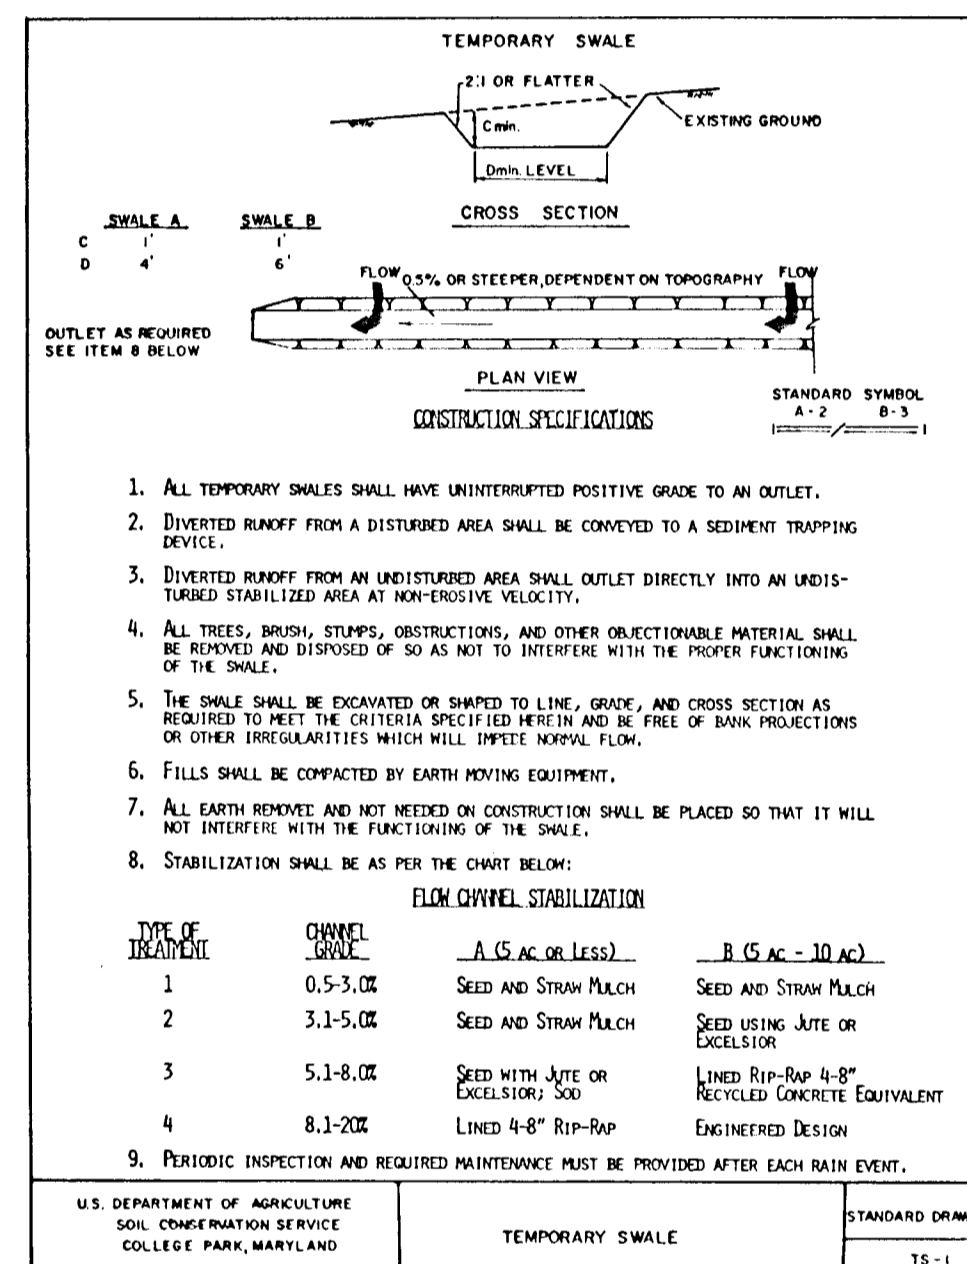 TEMPORARY SWALE
2:1 OR FLATTER
C min.
EXISTING GROUND
Dmin. LEVEL
CROSS SECTION
SWALE A SWALE B
C 1' 1'
D 4' 6'
FLOW 0.5% OR STEEPER, DEPENDENT ON TOPOGRAPHY FLOW
OUTLET AS REQUIRED
SEE ITEM 8 BELOW
PLAN VIEW
STANDARD SYMBOL
A - 2 B - 3
CONSTRUCTION SPECIFICATIONS
1. ALL TEMPORARY SWALES SHALL HAVE UNINTERRUPTED POSITIVE GRADE TO AN OUTLET.
2. DIVERTED RUNOFF FROM A DISTURBED AREA SHALL BE CONVEYED TO A SEDIMENT TRAPPING
DEVICE.
3. DIVERTED RUNOFF FROM AN UNDISTURBED AREA SHALL OUTLET DIRECTLY INTO AN UNDIS-
TURBED STABILIZED AREA AT NON-EROSIVE VELOCITY.
4. ALL TREES, BRUSH, STUMPS, OBSTRUCTIONS, AND OTHER OBJECTIONABLE MATERIAL SHALL
BE REMOVED AND DISPOSED OF SO AS NOT TO INTERFERE WITH THE PROPER FUNCTIONING
OF THE SWALE.
5. THE SWALE SHALL BE EXCAVATED OR SHAPED TO LINE, GRADE, AND CROSS SECTION AS
REQUIRED TO MEET THE CRITERIA SPECIFIED HEREIN AND BE FREE OF BANK PROJECTIONS
OR OTHER IRREGULARITIES WHICH WILL IMPEDE NORMAL FLOW.
6. FILLS SHALL BE COMPACTED BY EARTH MOVING EQUIPMENT.
7. ALL EARTH REMOVED AND NOT NEEDED ON CONSTRUCTION SHALL BE PLACED SO THAT IT WILL
NOT INTERFERE WITH THE FUNCTIONING OF THE SWALE.
8. STABILIZATION SHALL BE AS PER THE CHART BELOW:
FLOW CHANNEL STABILIZATION
TYPE OF CHANNEL
TREATMENT GRADE A (5 AC OR LESS) B (5 AC - 10 AC)
1 0.5-3.0% SEED AND STRAW MULCH SEED AND STRAW MULCH
2 3.1-5.0% SEED AND STRAW MULCH SEED USING JUTE OR
EXCELSIOR
3 5.1-8.0% SEED WITH JUTE OR LINED RIP-RAP 4-8"
EXCELSIOR; SOD RECYCLED CONCRETE EQUIVALENT
4 8.1-20% LINED 4-8" RIP-RAP ENGINEERED DESIGN
9. PERIODIC INSPECTION AND REQUIRED MAINTENANCE MUST BE PROVIDED AFTER EACH RAIN EVENT.
U.S. DEPARTMENT OF AGRICULTURE
SOIL CONSERVATION SERVICE
COLLEGE PARK, MARYLAND
TEMPORARY SWALE
STANDARD DRAW
TS - 1